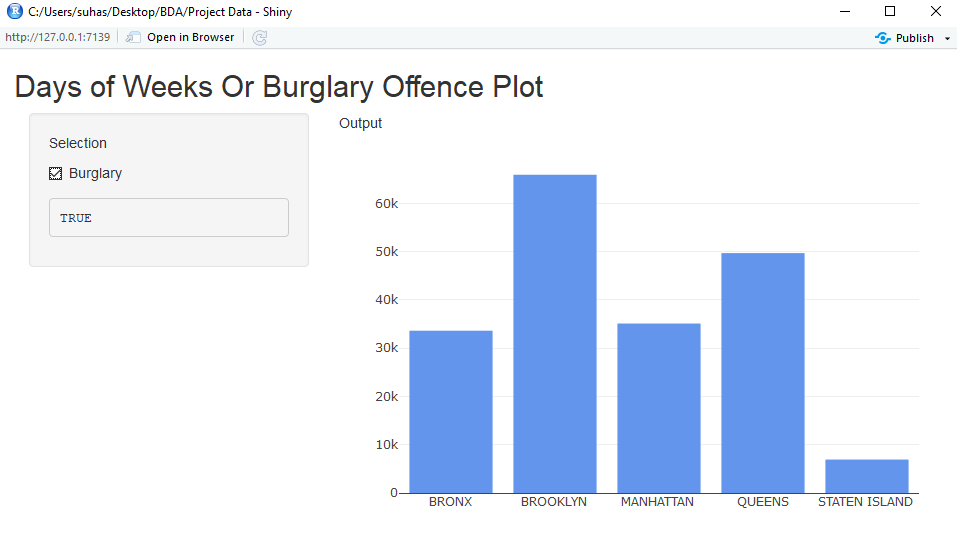 C:/Users/suhas/Desktop/BDA/Project Data - Shiny
http://127.0.0.1:7139 Open in Browser Publish
Days of Weeks Or Burglary Offence Plot
Selection
Burglary
TRUE
Output
60k
50k
40k
30k
20k
10k
0
BRONX BROOKLYN MANHATTAN QUEENS STATEN ISLAND